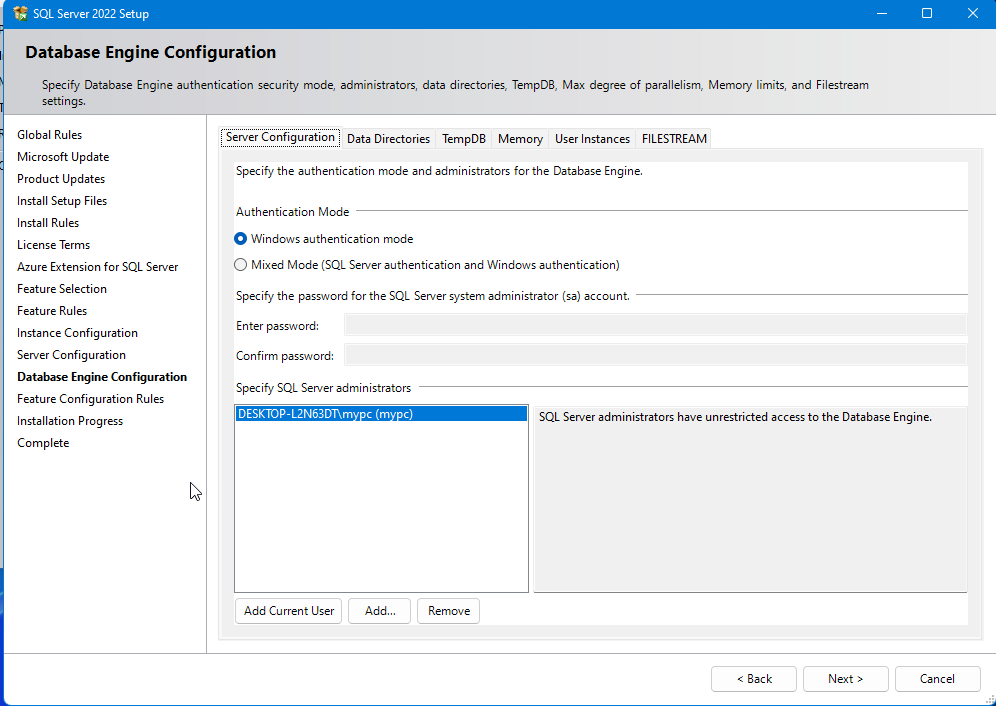 SQL Server 2022 Setup
Database Engine Configuration
Specify Database Engine authentication security mode, administrators, data directories, TempDB, Max degree of parallelism, Memory limits, and Filestream
settings.
Global Rules
Microsoft Update
Product Updates
Install Setup Files
Install Rules
License Terms
Azure Extension for SQL Server
Feature Selection
Feature Rules
Instance Configuration
Server Configuration
Database Engine Configuration
Feature Configuration Rules
Installation Progress
Complete
Server Configuration Data Directories TempDB Memory User Instances FILESTREAM
Specify the authentication mode and administrators for the Database Engine.
Authentication Mode
Windows authentication mode
Mixed Mode (SQL Server authentication and Windows authentication)
Specify the password for the SQL Server system administrator (sa) account.
Enter password:
Confirm password:
Specify SQL Server administrators
DESKTOP-L2N63DT\mypc (mypc)
SQL Server administrators have unrestricted access to the Database Engine.
Add Current User Add... Remove
< Back Next > Cancel